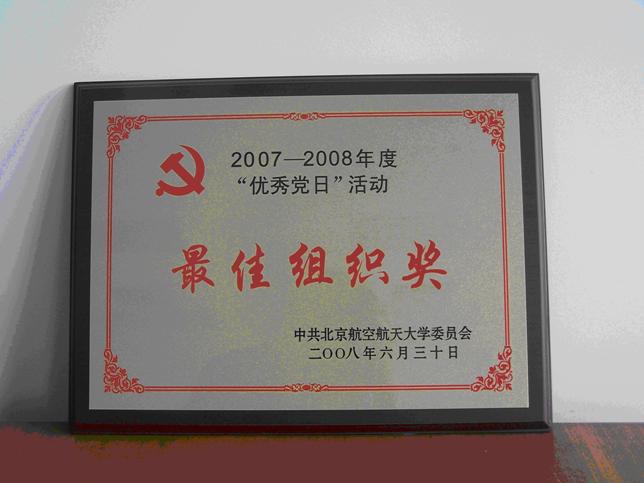 2007—2008年度
“优秀党日”活动
最佳组织奖
中共北京航空航天大学委员会
二OO八年六月三十日